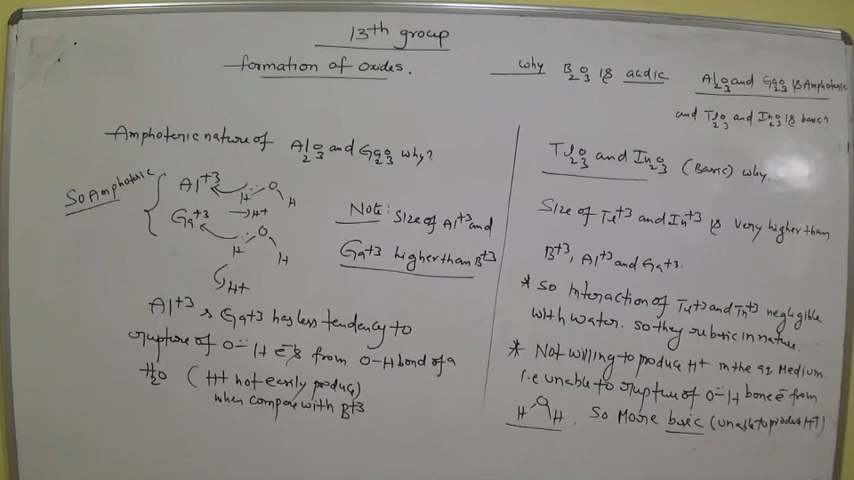 13th group
formation of oxides.
why B2O3 is acidic Al2O3 and Ga2O3 is Amphoteric
and Tl2O3 and In2O3 is basic?
Amphoteric nature of Al2O3 and Ga2O3 why?
So Amphoteric
Al+3 H O H
Ga+3 → H+
H O H
H+
Note: Size of Al+3 and
Ga+3 higher than B+3
Al+3 & Ga+3 has less tendency to
rupture of O-H e-s from O-H bond of a
H2O (H+ not easily produce)
when compare with B+3
Tl2O3 and In2O3 (Basic) why.
Size of Tl+3 and In+3 is very higher than
B+3, Al+3 and Ga+3.
* So Interaction of Tl+3 and In+3 negligible
with water. so they r basic in nature.
* Not willing to produce H+ in the aq Medium
i.e unable to rupture of O-H bone e- from
H O H . So Moore basic (unable to produce H+)